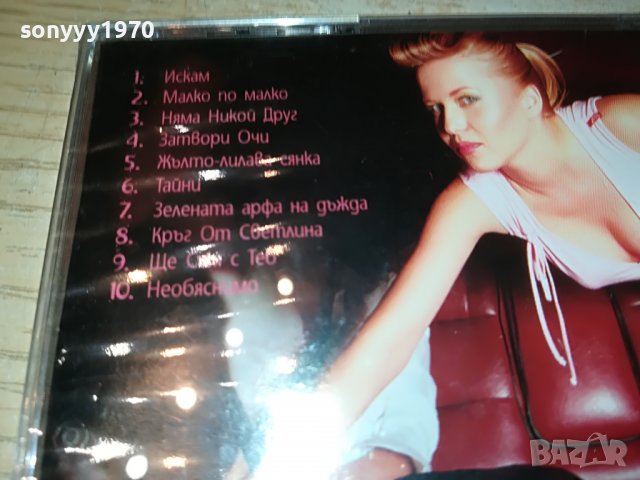 sonyyy1970
1. Искам
2. Малко по малко
3. Няма Никой Друг
4. Затвори Очи
5. Жълто-лилава сянка
6. Тайни
7. Зелената арфа на дъжда
8. Кръг От Светлина
9. Ще Съм с Теб
10. Необяснимо
BAZAR